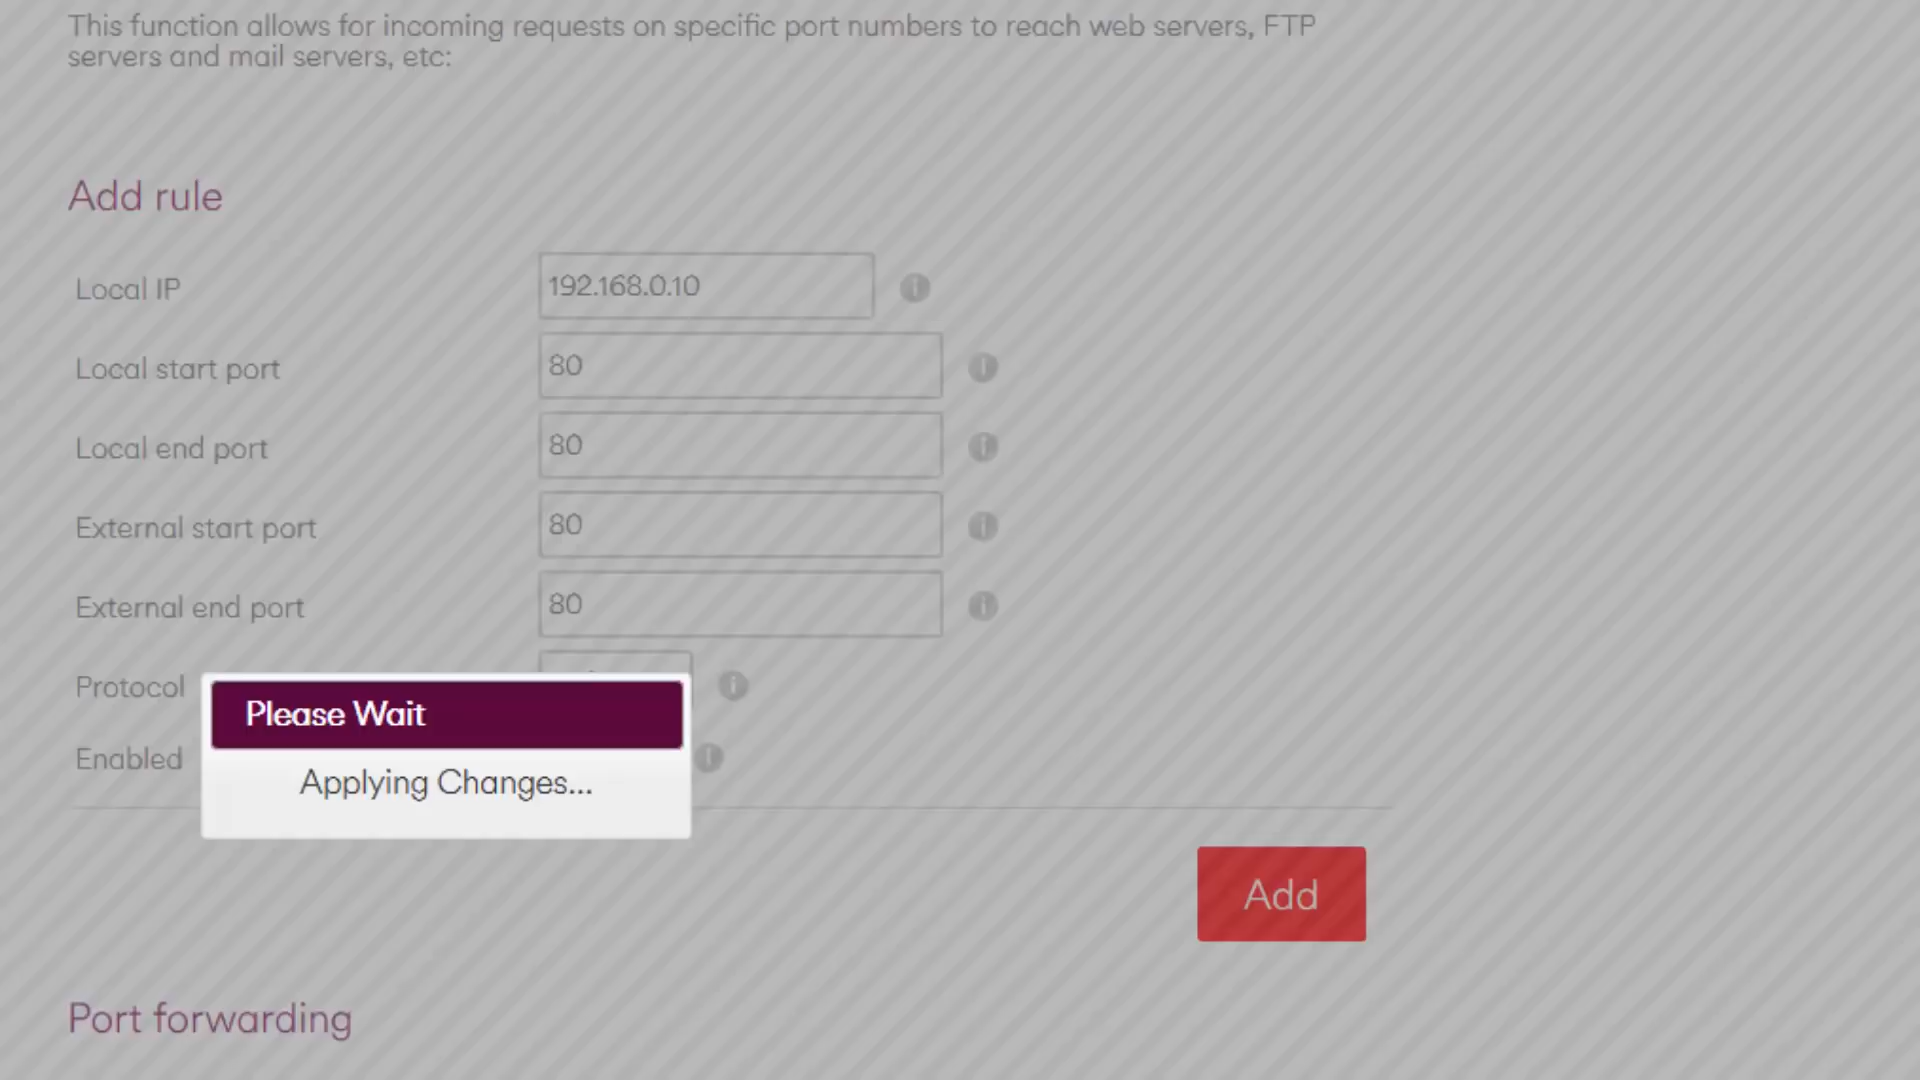 This function allows for incoming requests on specific port numbers to reach web servers, FTP
servers and mail servers, etc:
Add rule
Local IP
192.168.0.10
Local start port
80
Local end port
80
External start port
80
External end port
80
Protocol
Please Wait
Enabled
Applying Changes...
Add
Port forwarding